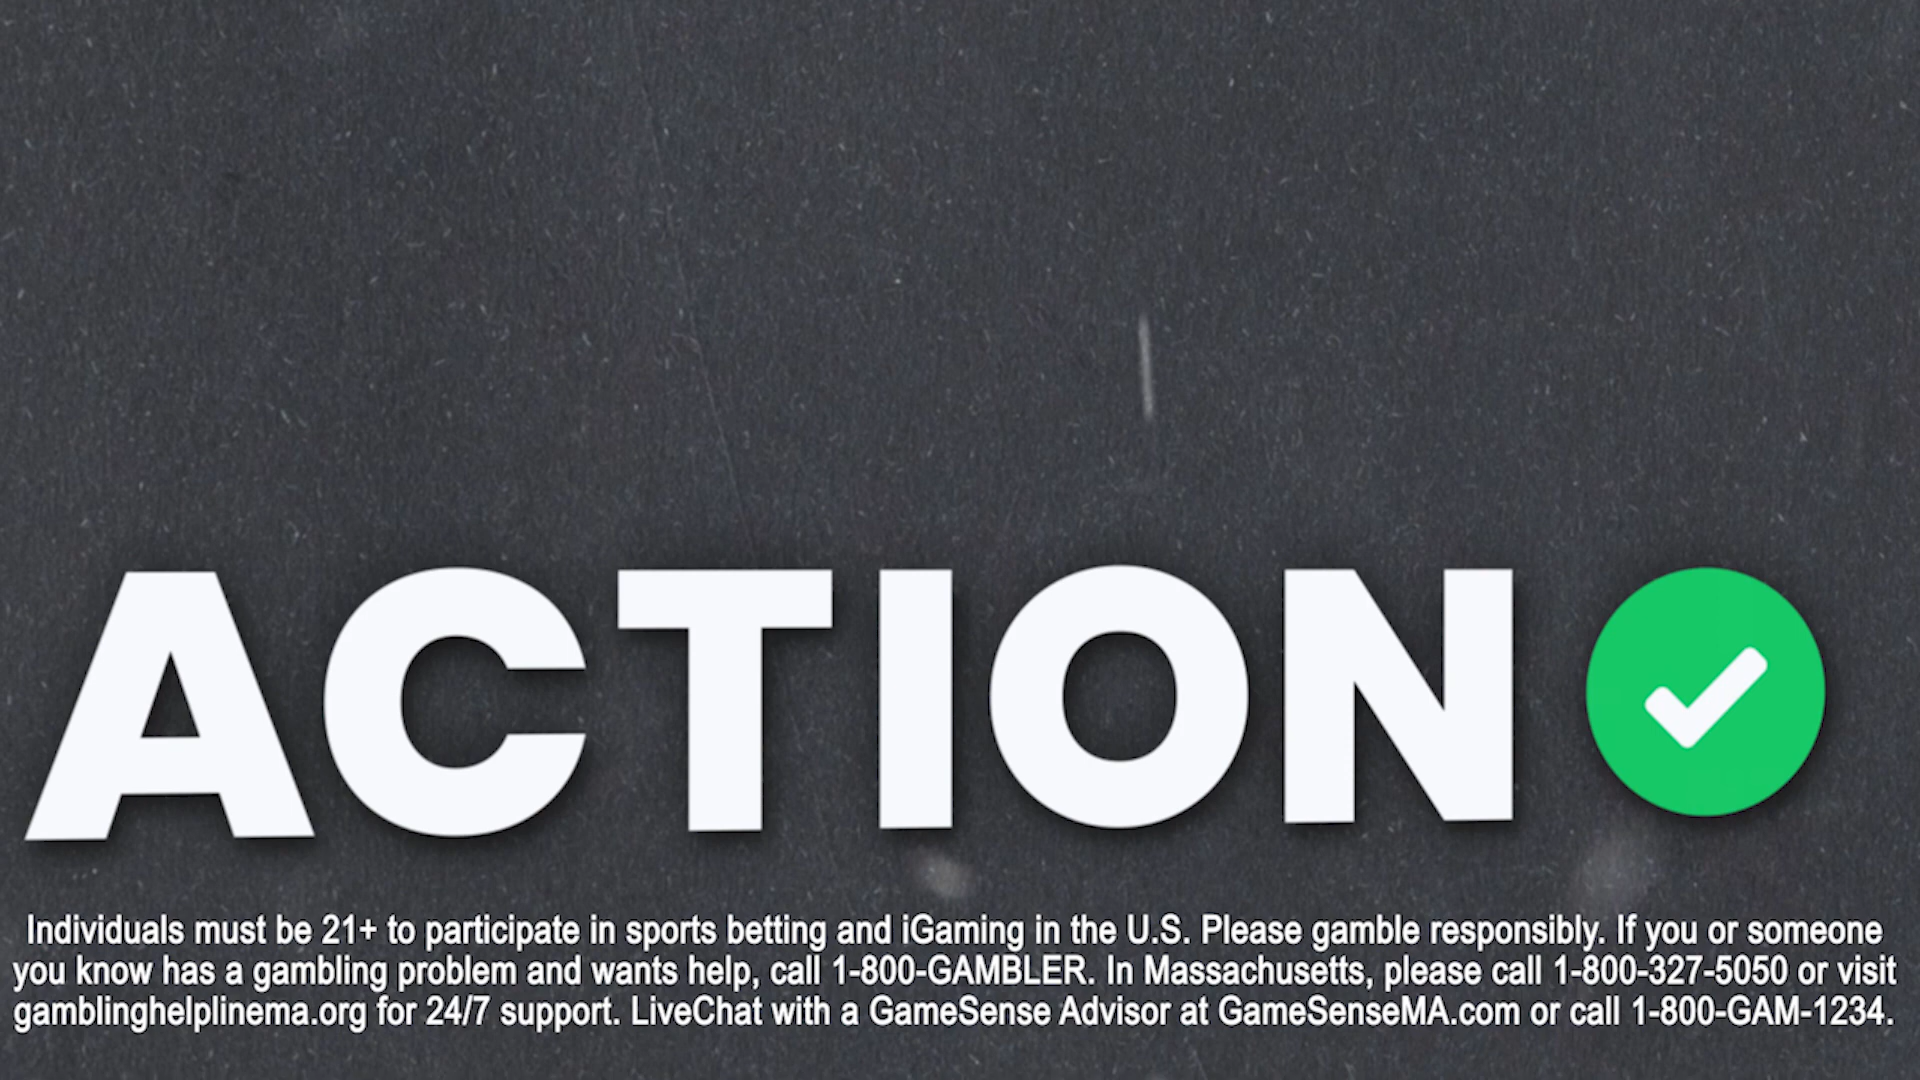 ACTION
Individuals must be 21+ to participate in sports betting and iGaming in the U.S. Please gamble responsibly. If you or someone
you know has a gambling problem and wants help, call 1-800-GAMBLER. In Massachusetts, please call 1-800-327-5050 or visit
gamblinghelplinema.org for 24/7 support. LiveChat with a GameSense Advisor at GameSenseMA.com or call 1-800-GAM-1234.